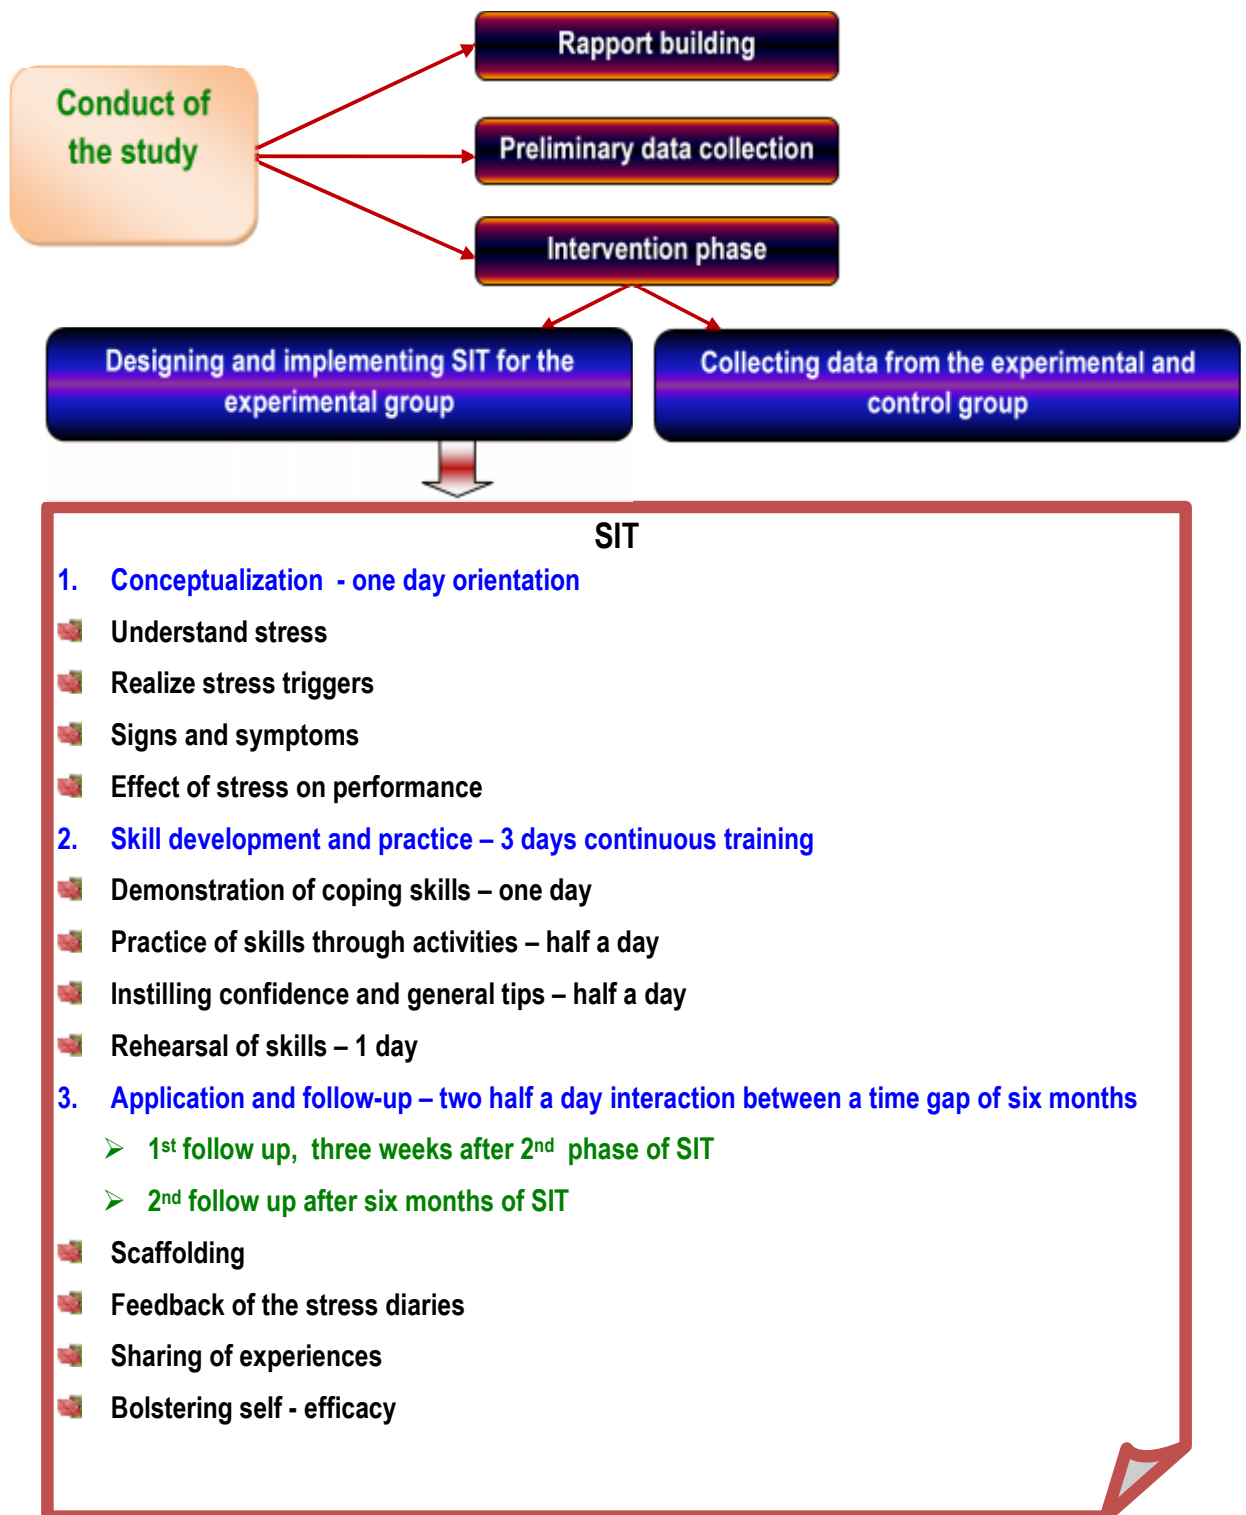 Conduct of
the study
Rapport building
Preliminary data collection
Intervention phase
Designing and implementing SIT for the
experimental group
Collecting data from the experimental and
control group
SIT
1. Conceptualization - one day orientation
Understand stress
Realize stress triggers
Signs and symptoms
Effect of stress on performance
2. Skill development and practice – 3 days continuous training
Demonstration of coping skills – one day
Practice of skills through activities – half a day
Instilling confidence and general tips – half a day
Rehearsal of skills – 1 day
3. Application and follow-up – two half a day interaction between a time gap of six months
➢ 1st follow up, three weeks after 2nd phase of SIT
➢ 2nd follow up after six months of SIT
Scaffolding
Feedback of the stress diaries
Sharing of experiences
Bolstering self - efficacy